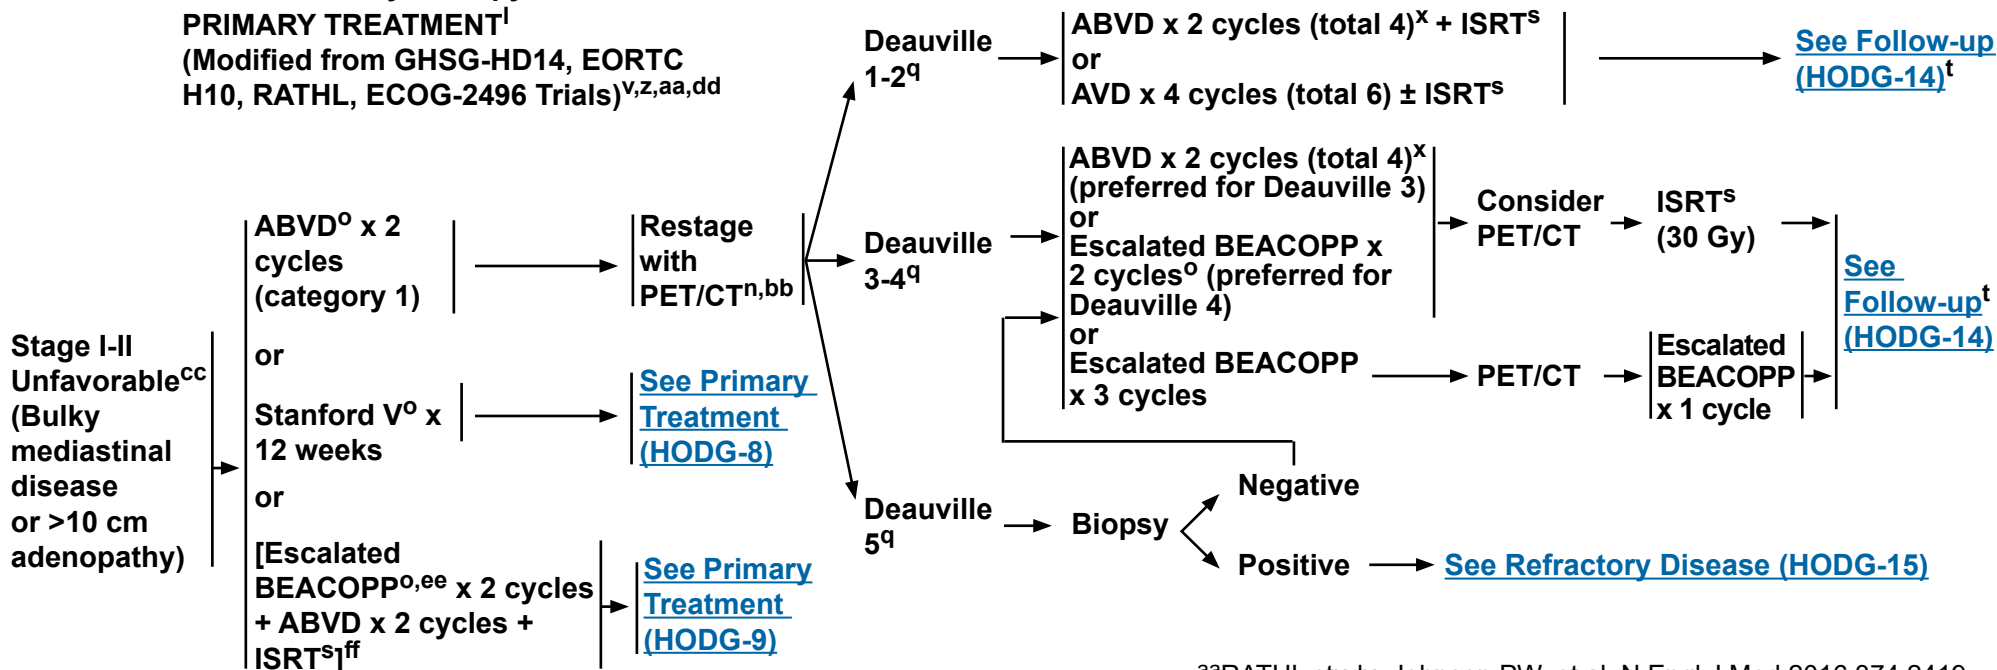 PRIMARY TREATMENTl
(Modified from GHSG-HD14, EORTC
H10, RATHL, ECOG-2496 Trials)v,z,aa,dd
Stage I-II
Unfavorablecc
(Bulky
mediastinal
disease
or >10 cm
adenopathy)
ABVDo x 2
cycles
(category 1)
or
Stanford Vo x
12 weeks
or
[Escalated
BEACOPPo,ee x 2 cycles
+ ABVD x 2 cycles +
ISRTs]ff
Restage
with
PET/CTn,bb
See Primary
Treatment
(HODG-8)
See Primary
Treatment
(HODG-9)
Deauville
1-2q
ABVD x 2 cycles (total 4)x + ISRTs
or
AVD x 4 cycles (total 6) ± ISRTs
See Follow-up
(HODG-14)t
Deauville
3-4q
ABVD x 2 cycles (total 4)x
(preferred for Deauville 3)
or
Escalated BEACOPP x
2 cycleso (preferred for
Deauville 4)
or
Escalated BEACOPP
x 3 cycles
Consider
PET/CT
ISRTs
(30 Gy)
PET/CT
Escalated
BEACOPP
x 1 cycle
See
Follow-upt
(HODG-14)
Deauville
5q
Biopsy
Negative
Positive
See Refractory Disease (HODG-15)